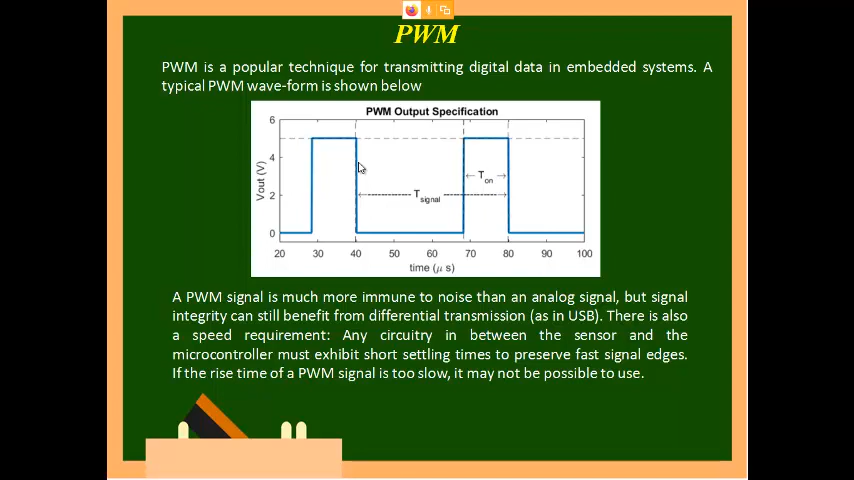 PWM
PWM is a popular technique for transmitting digital data in embedded systems. A
typical PWM wave-form is shown below
PWM Output Specification
6
4
2
0
Vout (V)
T on
T signal
20 30 40 50 60 70 80 90 100
time (μ s)
A PWM signal is much more immune to noise than an analog signal, but signal
integrity can still benefit from differential transmission (as in USB). There is also
a speed requirement: Any circuitry in between the sensor and the
microcontroller must exhibit short settling times to preserve fast signal edges.
If the rise time of a PWM signal is too slow, it may not be possible to use.